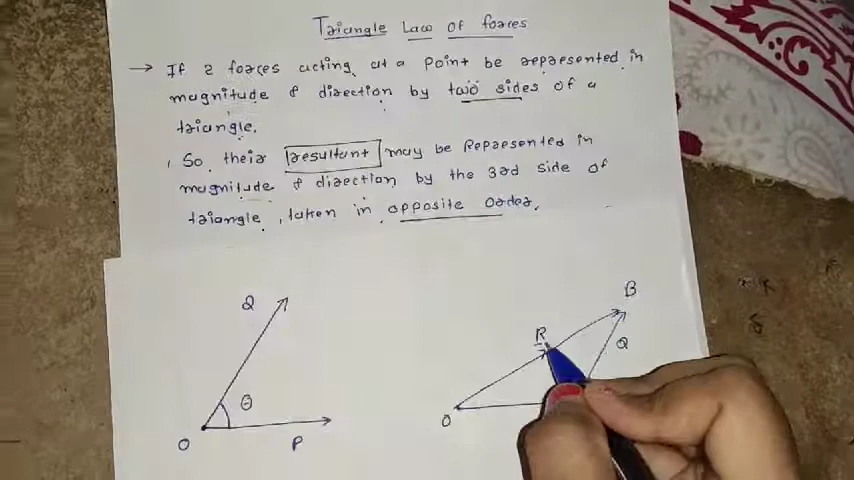 Triangle Law of forces
→ If 2 forces acting at a point be represented in
magnitude & direction by two sides of a
triangle.
So their resultant may be Represented in
magnitude & direction by the 3rd side of
triangle, taken in opposite order.
Q
θ
O
P
B
R
Q
O